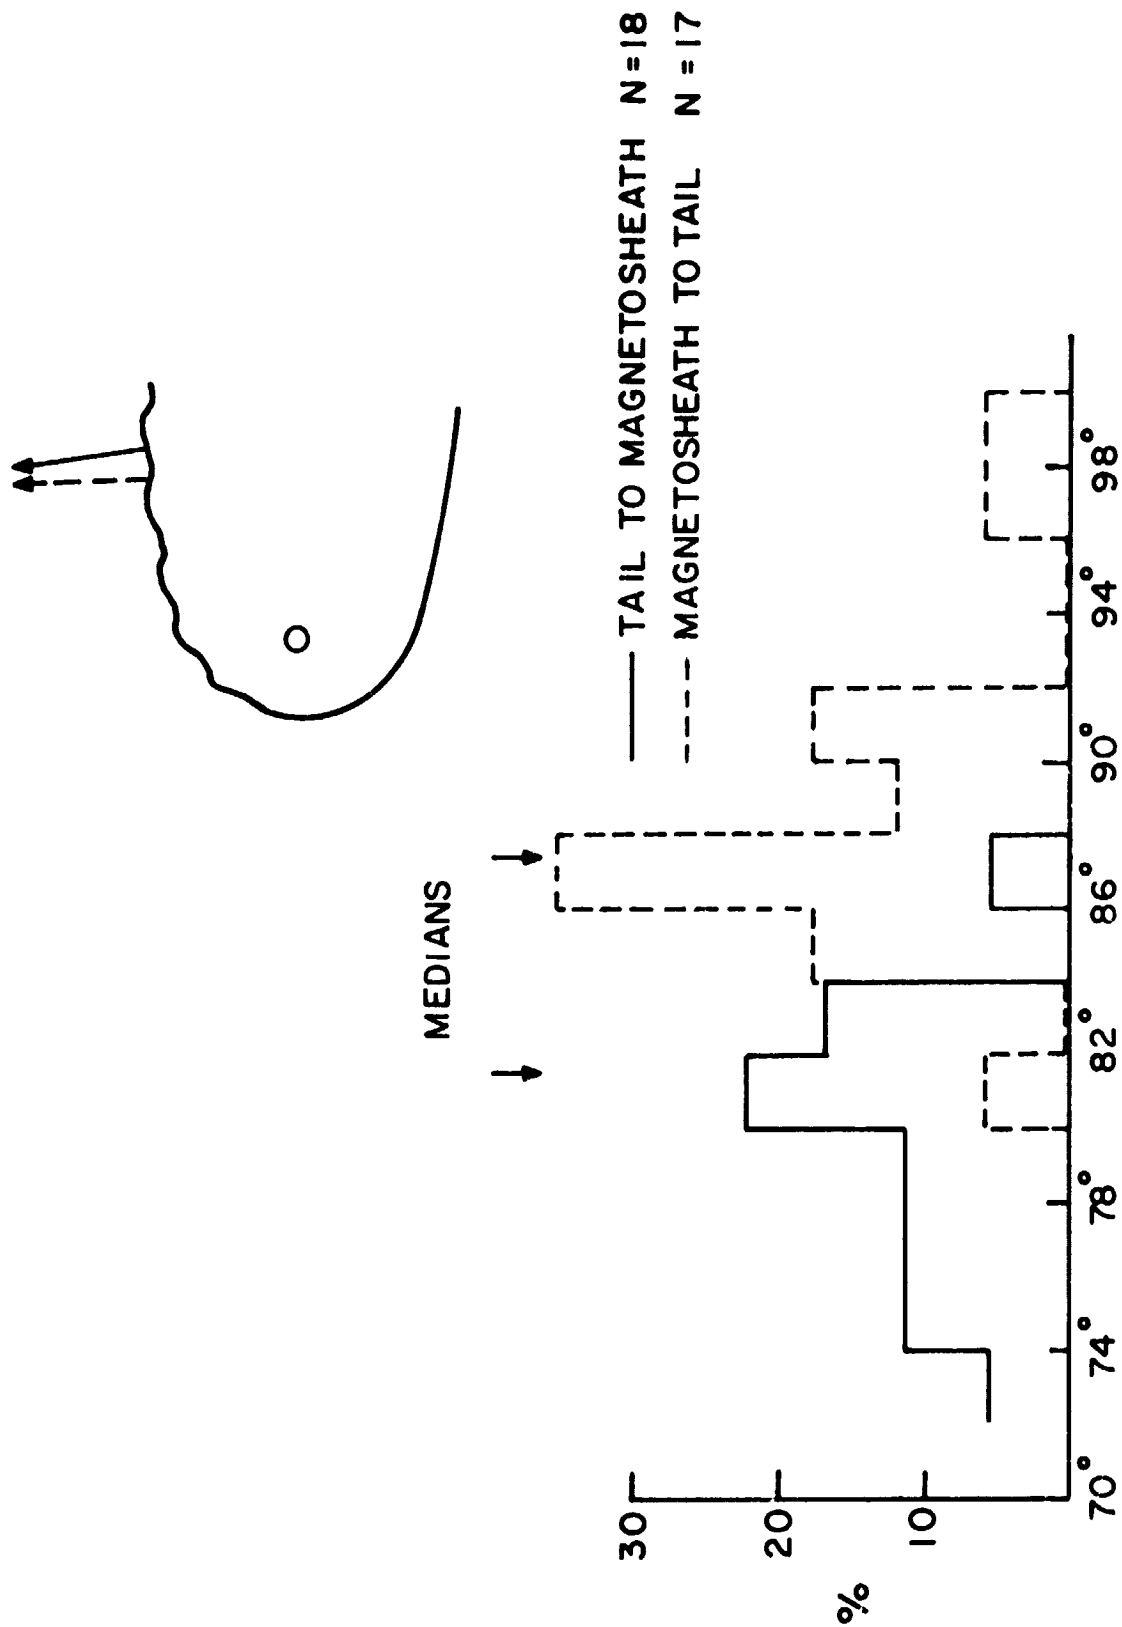 MEDIANS
TAIL TO MAGNETOSHEATH N=18
MAGNETOSHEATH TO TAIL N=17
%
30
20
10
70° 74° 78° 82° 86° 90° 94° 98°